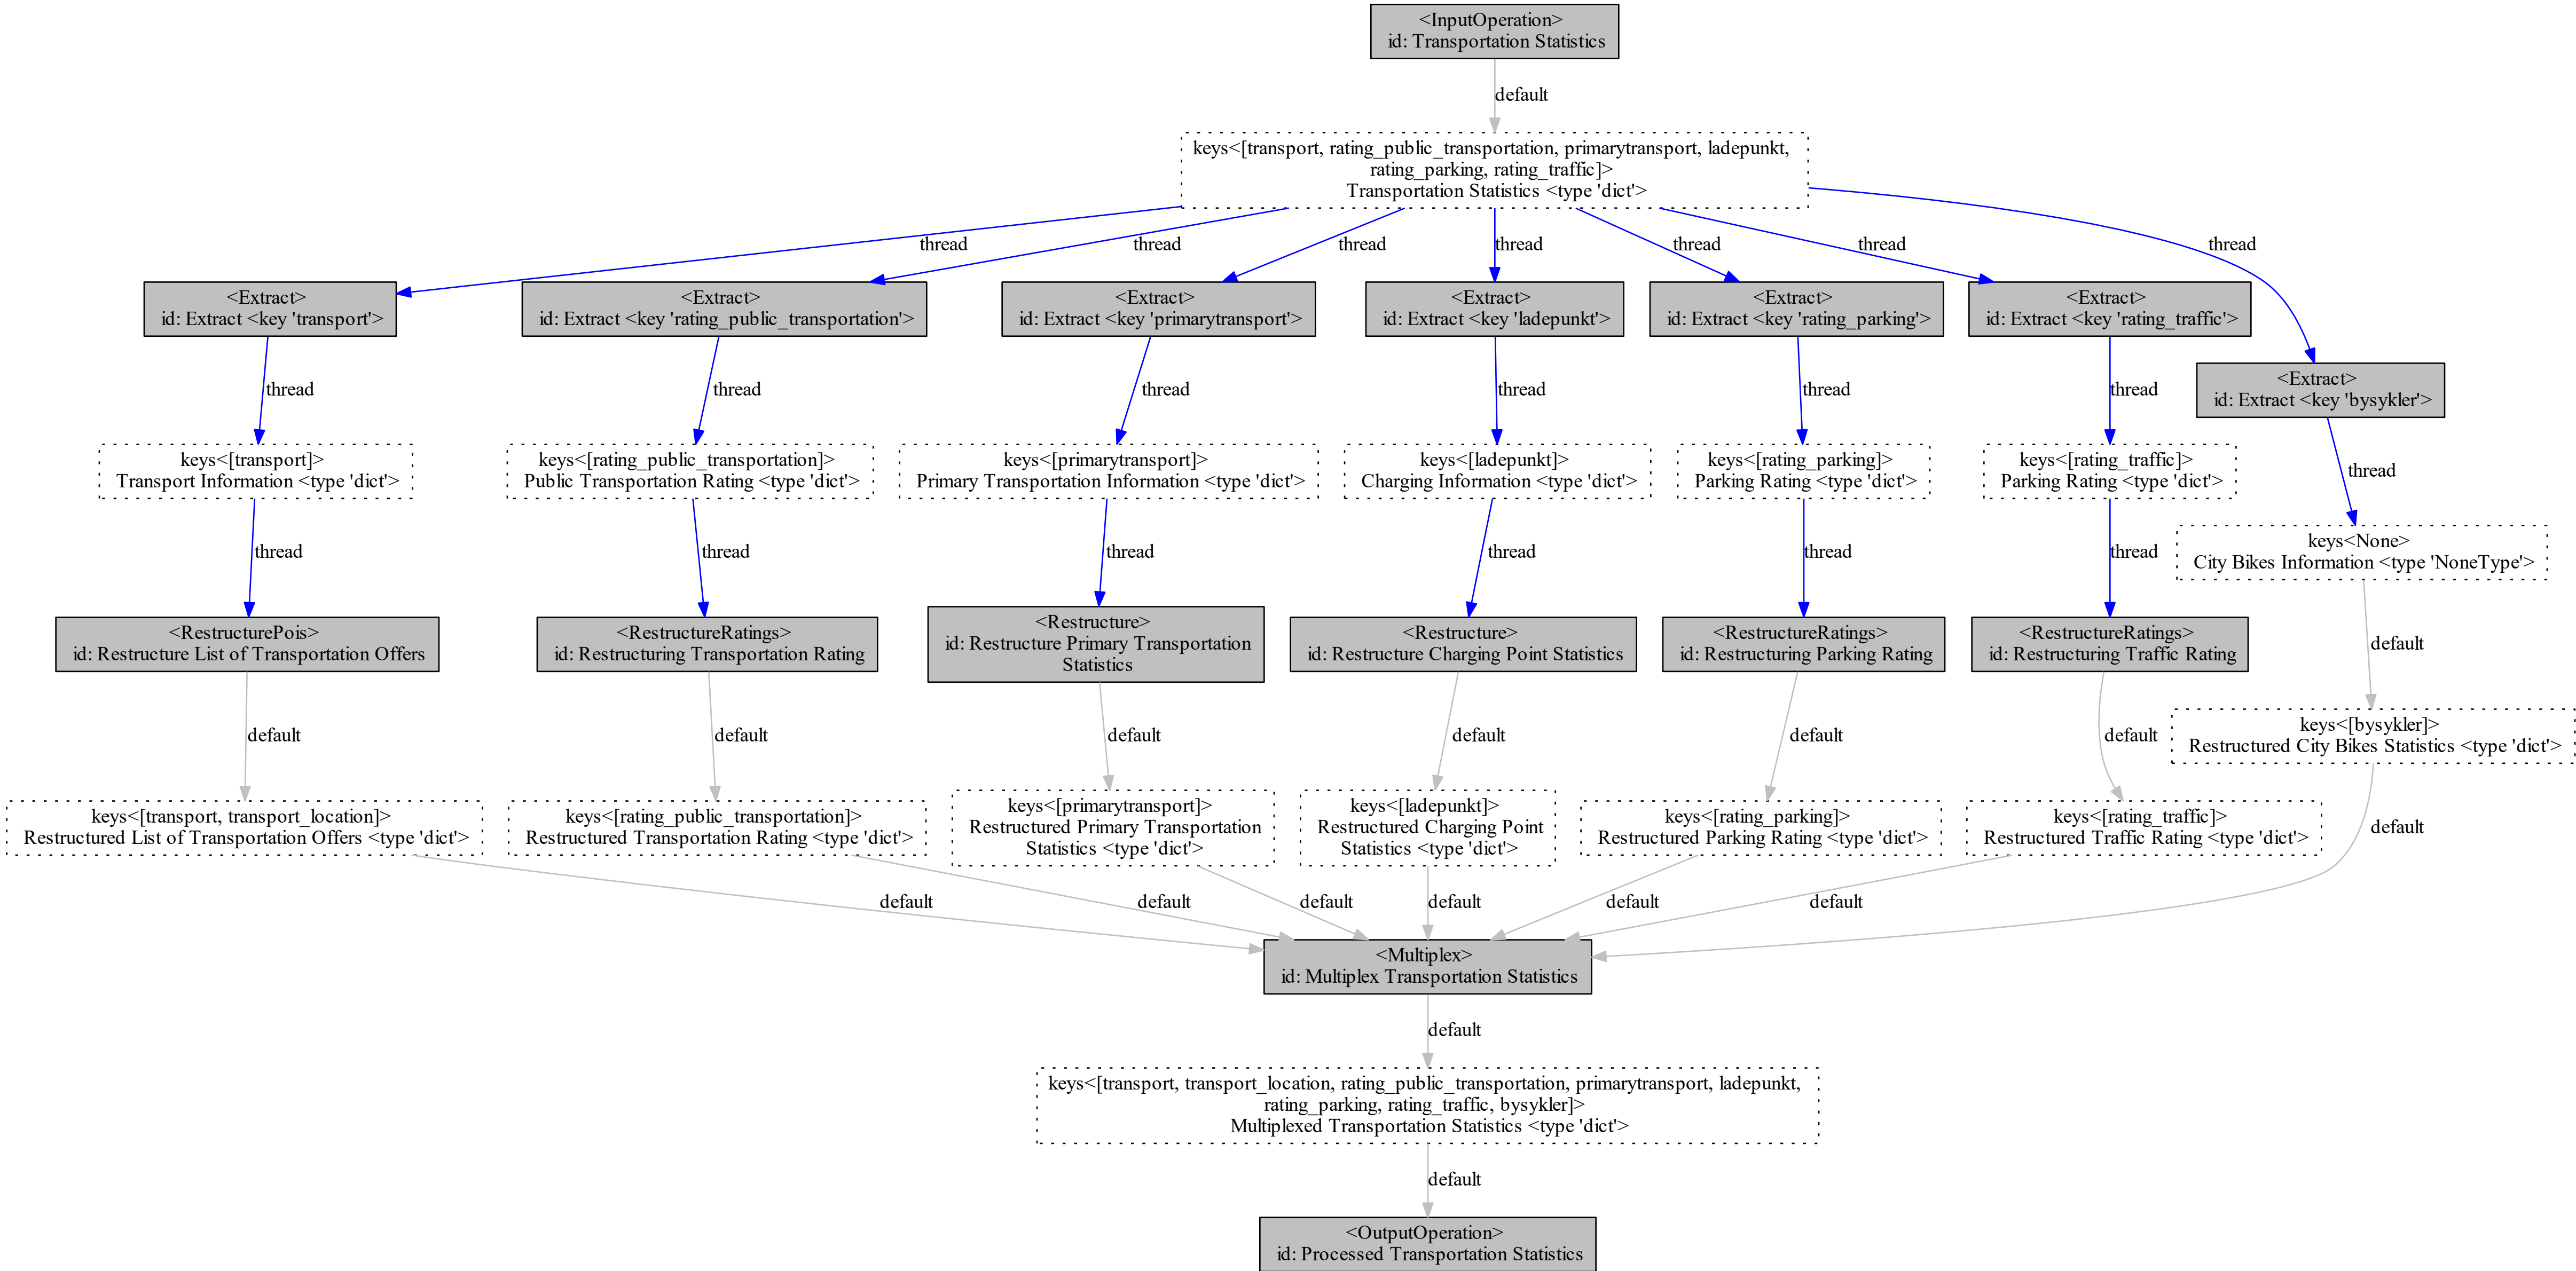 <InputOperation>
id: Transportation Statistics
default
keys<[transport, rating_public_transportation, primarytransport, ladepunkt,
rating_parking, rating_traffic]>
Transportation Statistics <type 'dict'>
thread
thread
thread
thread
thread
thread
thread
<Extract>
id: Extract <key 'transport'>
<Extract>
id: Extract <key 'rating_public_transportation'>
<Extract>
id: Extract <key 'primarytransport'>
<Extract>
id: Extract <key 'ladepunkt'>
<Extract>
id: Extract <key 'rating_parking'>
<Extract>
id: Extract <key 'rating_traffic'>
<Extract>
id: Extract <key 'bysykler'>
thread
thread
thread
thread
thread
thread
thread
keys<[transport]>
Transport Information <type 'dict'>
keys<[rating_public_transportation]>
Public Transportation Rating <type 'dict'>
keys<[primarytransport]>
Primary Transportation Information <type 'dict'>
keys<[ladepunkt]>
Charging Information <type 'dict'>
keys<[rating_parking]>
Parking Rating <type 'dict'>
keys<[rating_traffic]>
Parking Rating <type 'dict'>
keys<None>
City Bikes Information <type 'NoneType'>
thread
thread
thread
thread
thread
thread
default
<RestructurePois>
id: Restructure List of Transportation Offers
<RestructureRatings>
id: Restructuring Transportation Rating
<Restructure>
id: Restructure Primary Transportation
Statistics
<Restructure>
id: Restructure Charging Point Statistics
<RestructureRatings>
id: Restructuring Parking Rating
<RestructureRatings>
id: Restructuring Traffic Rating
keys<[bysykler]>
Restructured City Bikes Statistics <type 'dict'>
default
default
default
default
default
default
default
keys<[transport, transport_location]>
Restructured List of Transportation Offers <type 'dict'>
keys<[rating_public_transportation]>
Restructured Transportation Rating <type 'dict'>
keys<[primarytransport]>
Restructured Primary Transportation
Statistics <type 'dict'>
keys<[ladepunkt]>
Restructured Charging Point
Statistics <type 'dict'>
keys<[rating_parking]>
Restructured Parking Rating <type 'dict'>
keys<[rating_traffic]>
Restructured Traffic Rating <type 'dict'>
default
default
default
default
default
default
<Multiplex>
id: Multiplex Transportation Statistics
default
keys<[transport, transport_location, rating_public_transportation, primarytransport, ladepunkt,
rating_parking, rating_traffic, bysykler]>
Multiplexed Transportation Statistics <type 'dict'>
default
<OutputOperation>
id: Processed Transportation Statistics